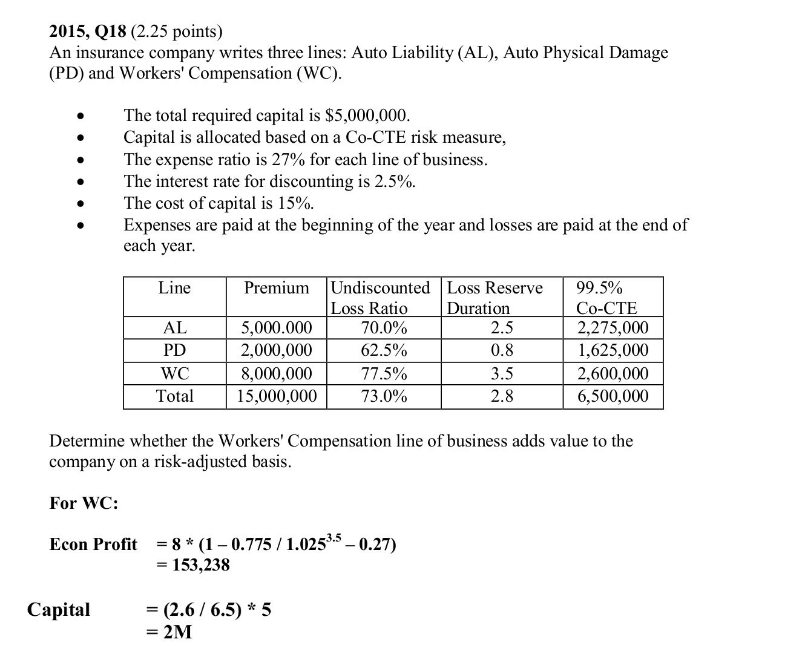 2015, Q18 (2.25 points)
An insurance company writes three lines: Auto Liability (AL), Auto Physical Damage
(PD) and Workers' Compensation (WC).
• The total required capital is $5,000,000.
• Capital is allocated based on a Co-CTE risk measure,
• The expense ratio is 27% for each line of business.
• The interest rate for discounting is 2.5%.
• The cost of capital is 15%.
• Expenses are paid at the beginning of the year and losses are paid at the end of
each year.
Line Premium Undiscounted Loss Reserve 99.5%
Loss Ratio Duration Co-CTE
AL 5,000.000 70.0% 2.5 2,275,000
PD 2,000,000 62.5% 0.8 1,625,000
WC 8,000,000 77.5% 3.5 2,600,000
Total 15,000,000 73.0% 2.8 6,500,000
Determine whether the Workers' Compensation line of business adds value to the
company on a risk-adjusted basis.
For WC:
Econ Profit = 8 * (1 – 0.775 / 1.025^3.5 – 0.27)
= 153,238
Capital = (2.6 / 6.5) * 5
= 2M